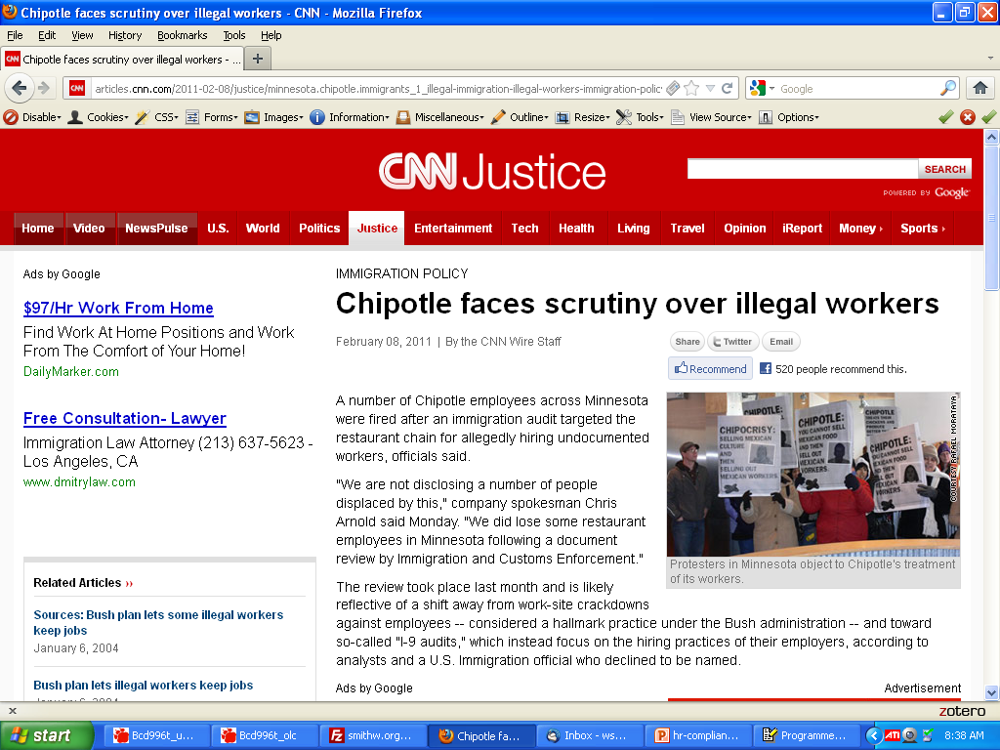 Chipotle faces scrutiny over illegal workers - CNN - Mozilla Firefox
File Edit View History Bookmarks Tools Help
CNN Chipotle faces scrutiny over illegal workers - ... +
CNN articles.cnn.com/2011-02-08/justice/minnesota.chipotle.immigrants_1_illegal-immigration-illegal-workers-immigration-polic Google
Disable Cookies CSS Forms Images Information Miscellaneous Outline Resize Tools View Source Options
CNN Justice
SEARCH
POWERED BY Google
Home Video NewsPulse U.S. World Politics Justice Entertainment Tech Health Living Travel Opinion iReport Money › Sports ›
Ads by Google
$97/Hr Work From Home
Find Work At Home Positions and Work
From The Comfort of Your Home!
DailyMarker.com
Free Consultation- Lawyer
Immigration Law Attorney (213) 637-5623 -
Los Angeles, CA
www.dmitrylaw.com
Related Articles ››
Sources: Bush plan lets some illegal workers
keep jobs
January 6, 2004
Bush plan lets illegal workers keep jobs
January 6, 2004
IMMIGRATION POLICY
Chipotle faces scrutiny over illegal workers
February 08, 2011 | By the CNN Wire Staff
Share Twitter Email
Recommend 520 people recommend this.
A number of Chipotle employees across Minnesota
were fired after an immigration audit targeted the
restaurant chain for allegedly hiring undocumented
workers, officials said.
"We are not disclosing a number of people
displaced by this," company spokesman Chris
Arnold said Monday. "We did lose some restaurant
employees in Minnesota following a document
review by Immigration and Customs Enforcement."
CHIPOCRISY:
SELLING MEXICAN
CULTURE
AND THEN
SELLING OUT
MEXICAN WORKERS.
CHIPOTLE:
YOU CANNOT
SELL
MEXICAN FOOD
AND THEN
SELL OUT
MEXICAN
WORKERS.
CHIPOTLE:
CHIPOTLE:
YOU CANNOT SELL
MEXICAN FOOD
AND THEN
SELL OUT
MEXICAN
WORKERS.
COURTESY RAFAEL MORATAYA
Protesters in Minnesota object to Chipotle's treatment
of its workers.
The review took place last month and is likely
reflective of a shift away from work-site crackdowns
against employees -- considered a hallmark practice under the Bush administration -- and toward
so-called "I-9 audits," which instead focus on the hiring practices of their employers, according to
analysts and a U.S. Immigration official who declined to be named.
Ads by Google
Advertisement
zotero
start Bcd996t_u... Bcd996t_olc smithw.org... Chipotle fa... Inbox - ws... hr-complian... Programme... ATI 8:38 AM